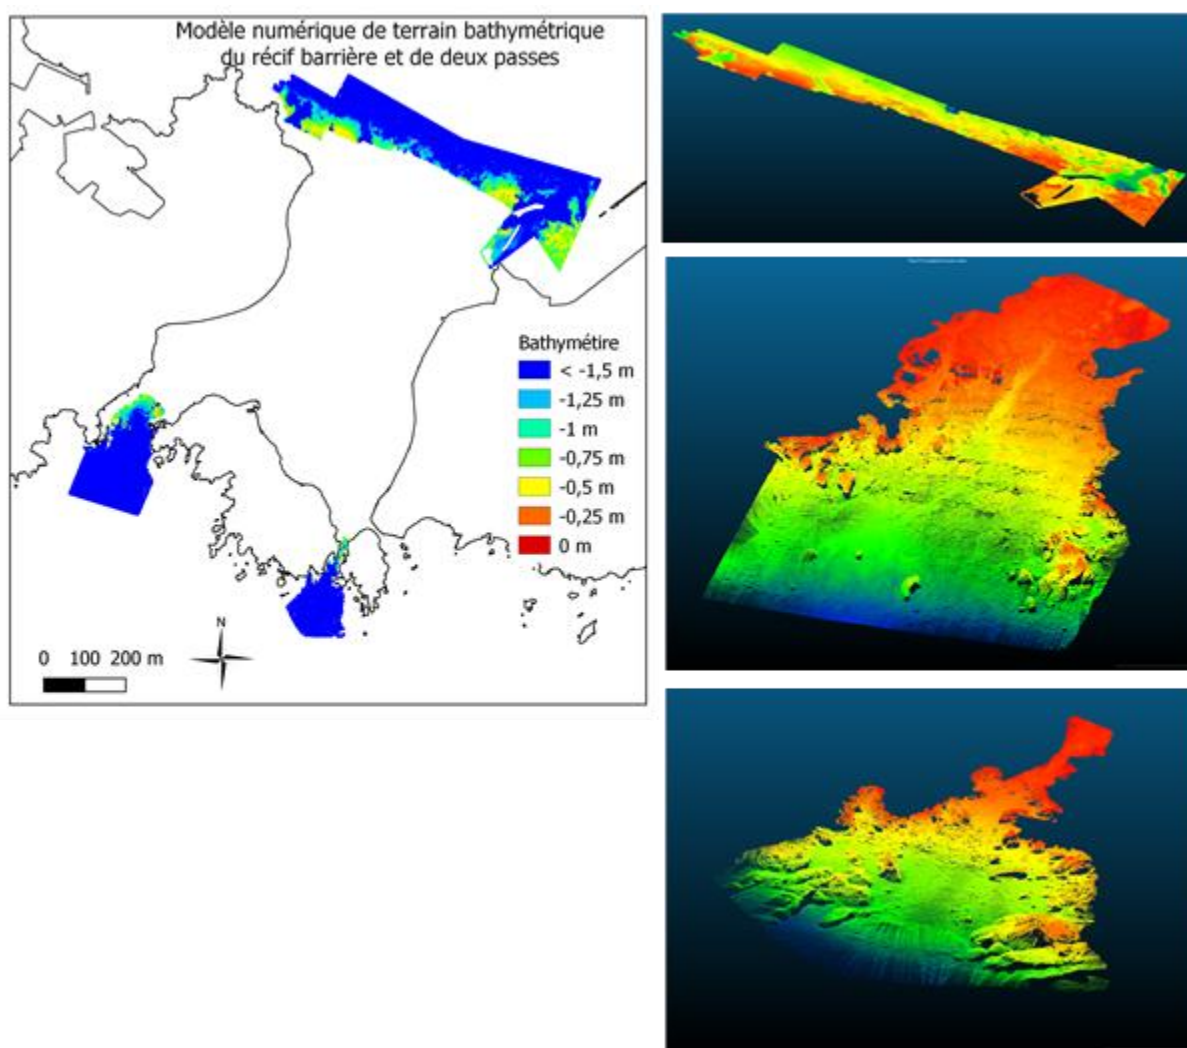 Modèle numérique de terrain bathymétrique
du récif barrière et de deux passes
Bathymétire
< -1,5 m
-1,25 m
-1 m
-0,75 m
-0,5 m
-0,25 m
0 m
N
0 100 200 m